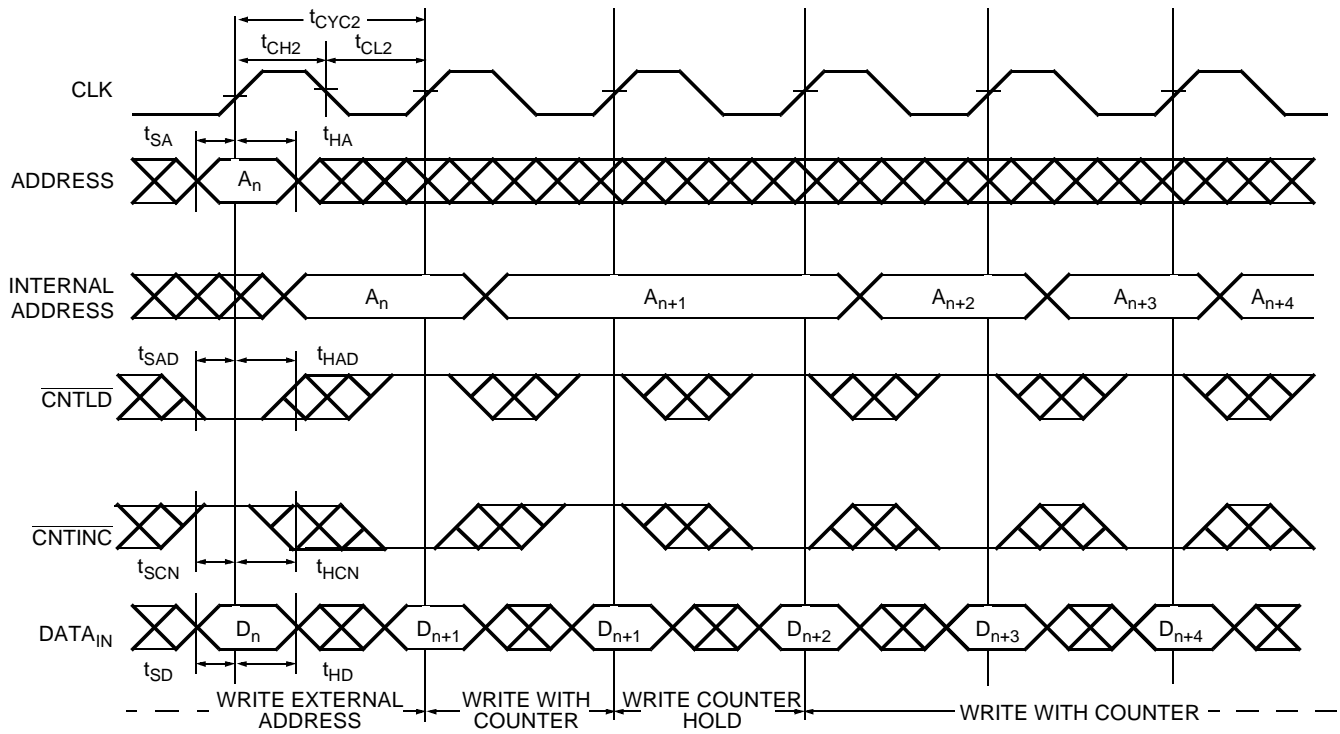 tCYC2
tCH2 tCL2
CLK
tSA tHA
ADDRESS An
INTERNAL
ADDRESS
An An+1 An+2 An+3 An+4
tSAD tHAD
CNTLD
CNTINC
tSCN tHCN
DATAIN Dn Dn+1 Dn+1 Dn+2 Dn+3 Dn+4
tSD tHD
WRITE EXTERNAL
ADDRESS
WRITE WITH
COUNTER
WRITE COUNTER
HOLD
WRITE WITH COUNTER